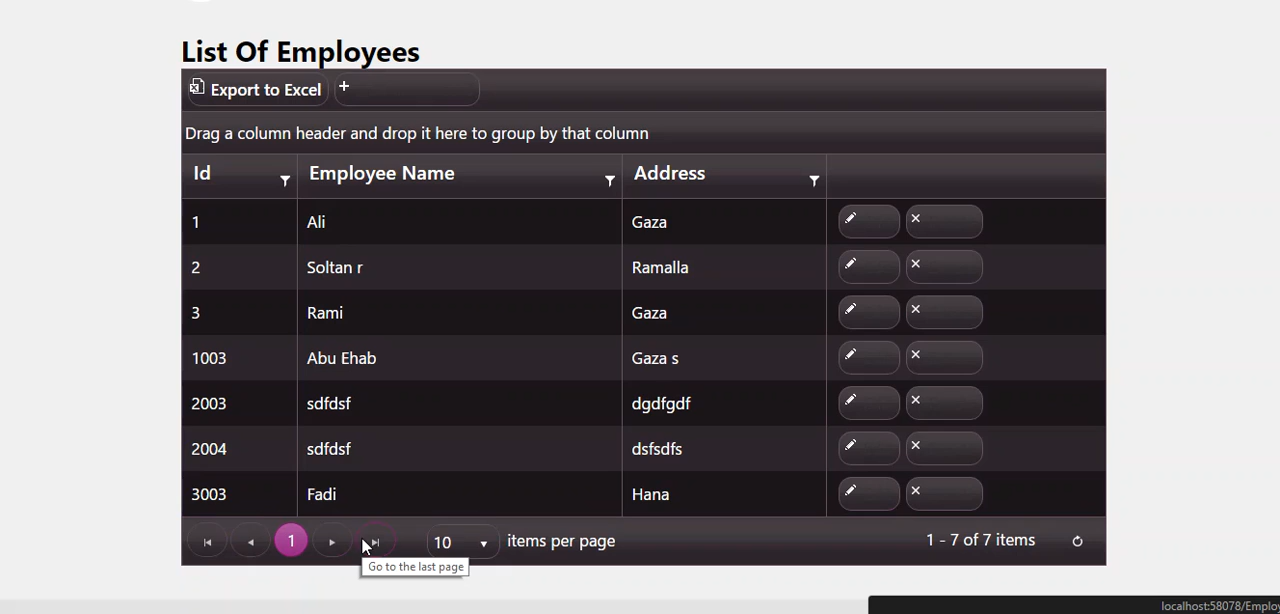 List Of Employees
Export to Excel
Drag a column header and drop it here to group by that column
Id Employee Name Address
1 Ali Gaza
2 Soltan r Ramalla
3 Rami Gaza
1003 Abu Ehab Gaza s
2003 sdfdsf dgdfgdf
2004 sdfdsf dsfsdfs
3003 Fadi Hana
1 10 items per page 1 - 7 of 7 items
Go to the last page
localhost:58078/Employ